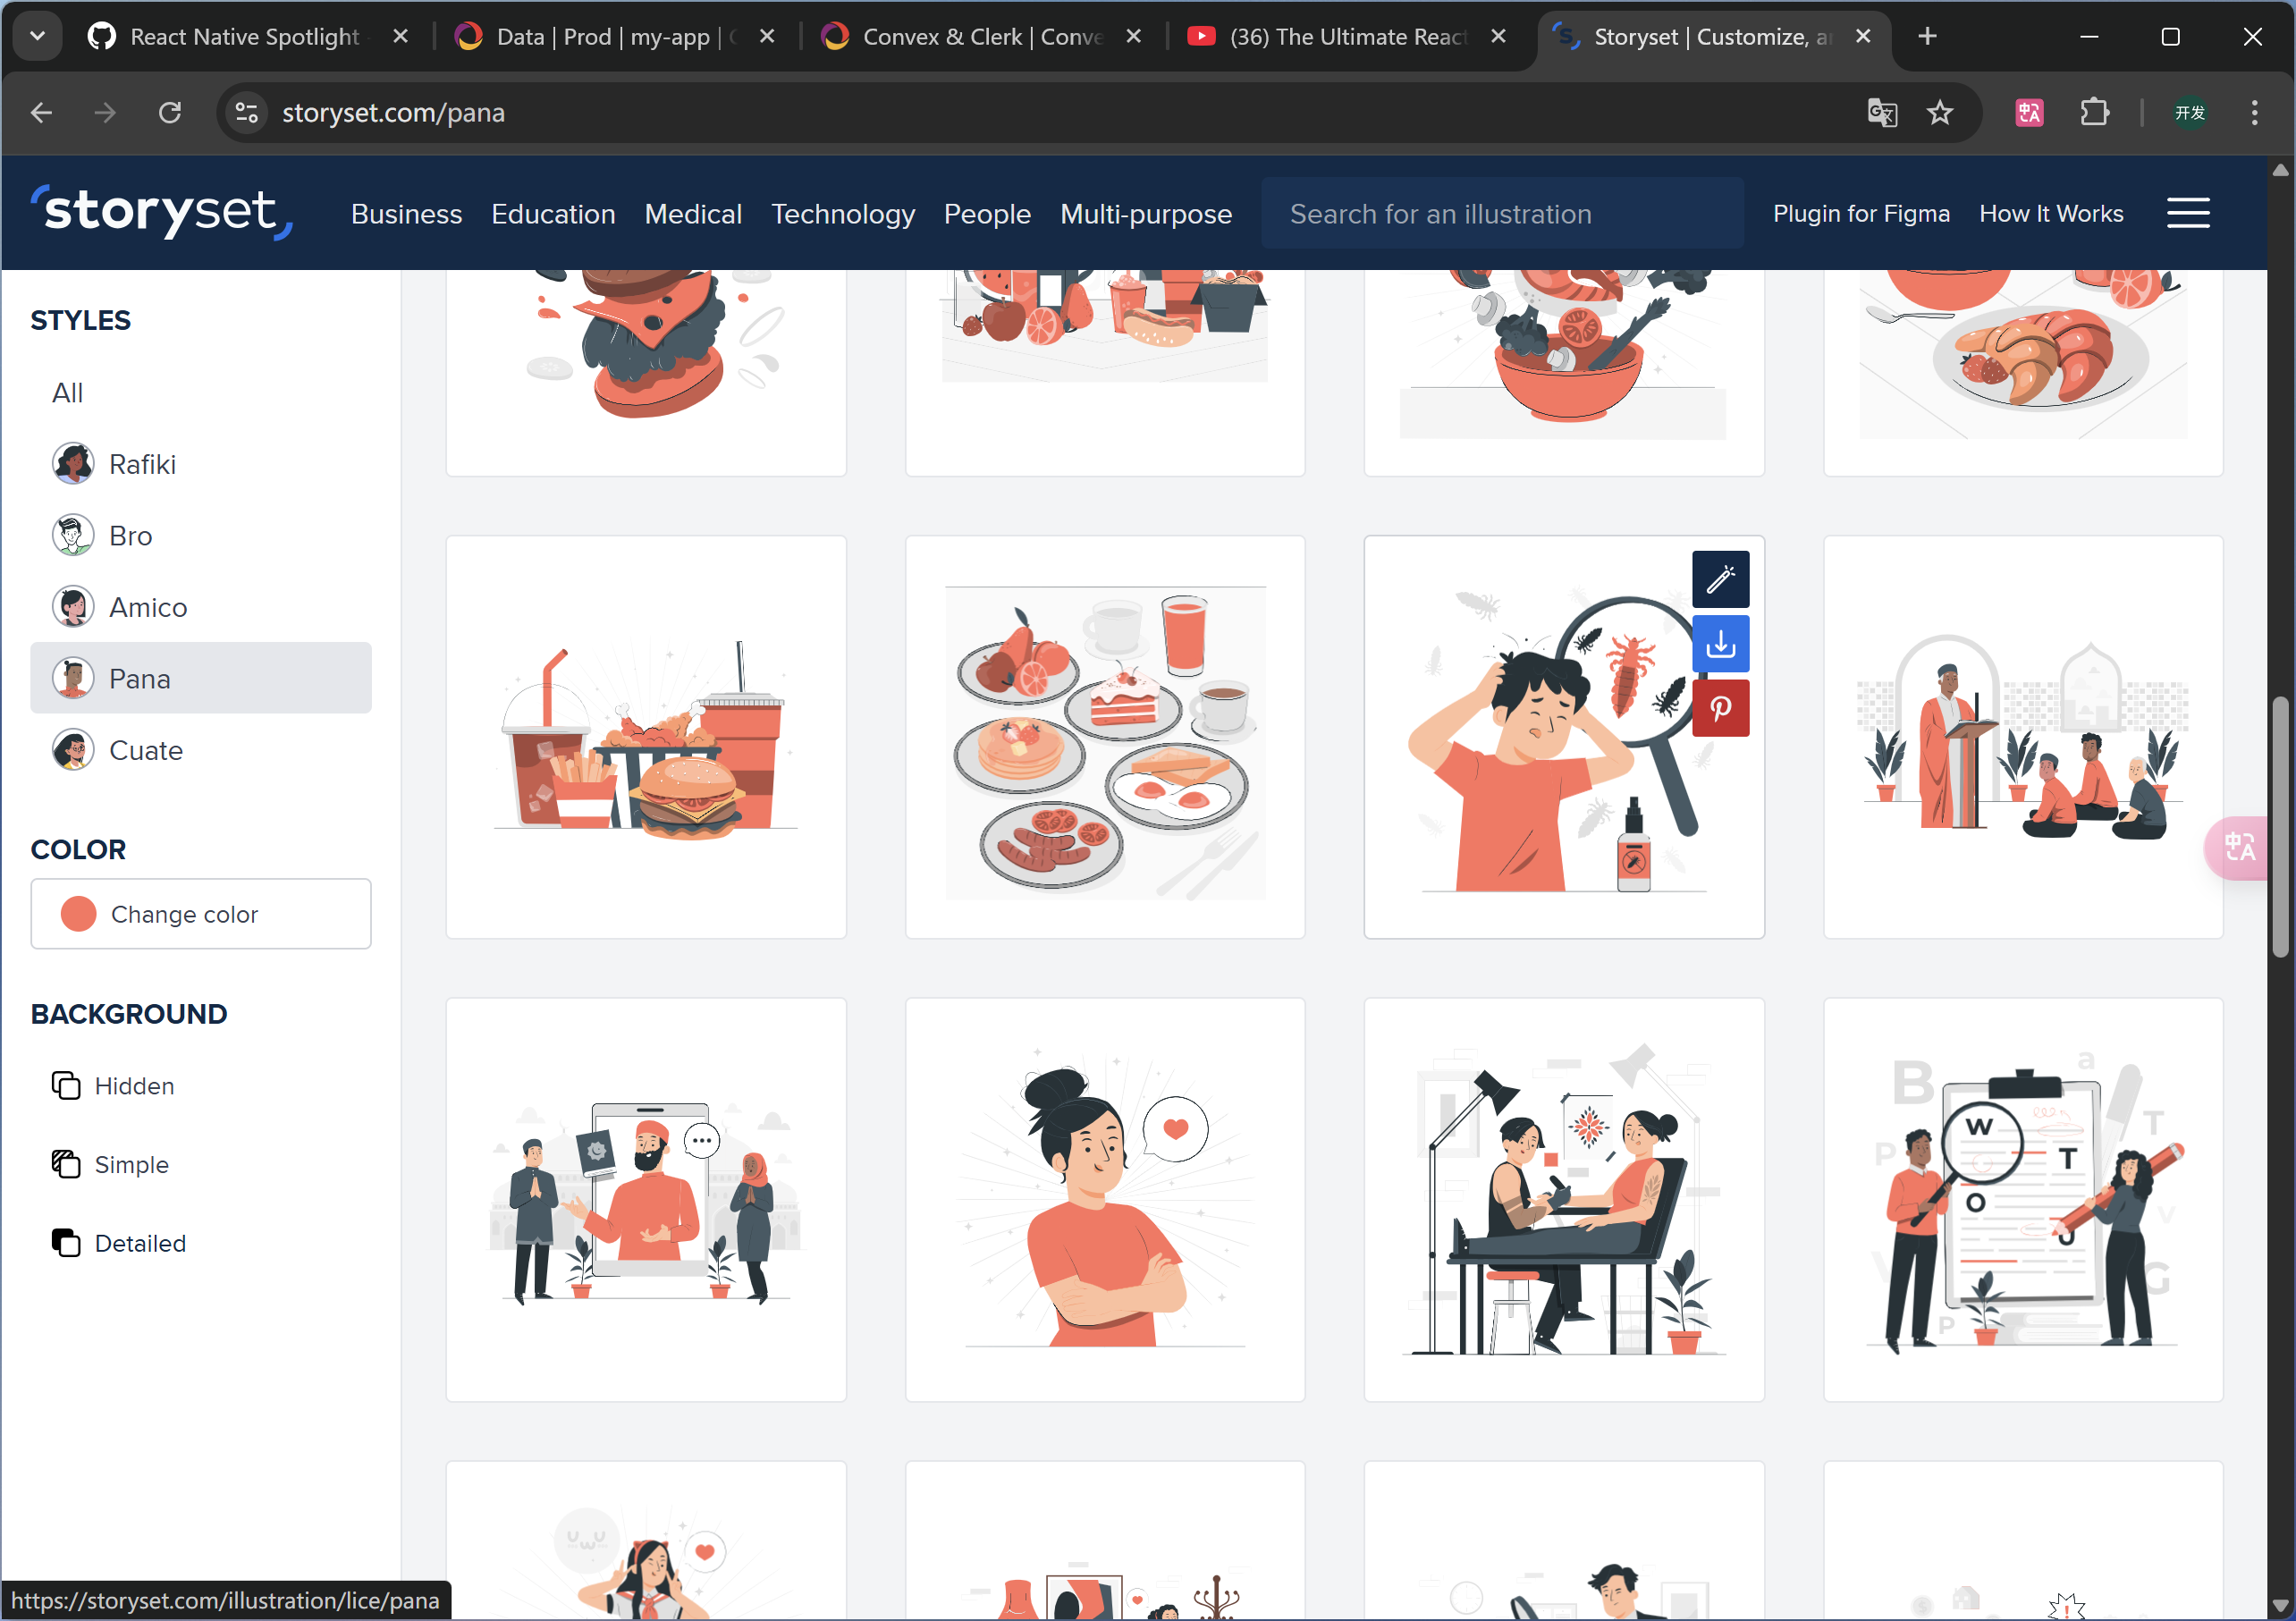 React Native Spotlight
Data | Prod | my-app |
Convex & Clerk | Conve
(36) The Ultimate React
Storyset | Customize, a
storyset.com/pana
开发
storyset
Business
Education
Medical
Technology
People
Multi-purpose
Search for an illustration
Plugin for Figma
How It Works
STYLES
All
Rafiki
Bro
Amico
Pana
Cuate
COLOR
Change color
BACKGROUND
Hidden
Simple
Detailed
中A
B
a
W
T
T
P
O
V
U
V
G
P
UwU
https://storyset.com/illustration/lice/pana